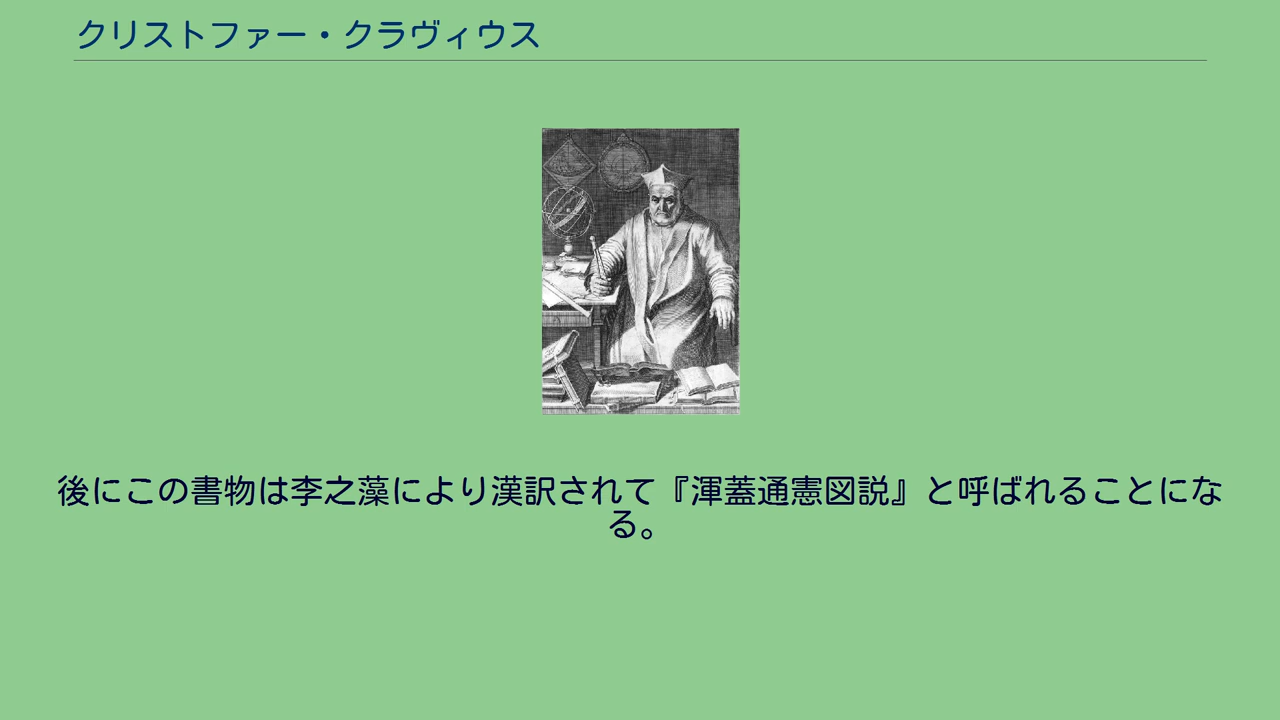 クリストファー・クラヴィウス
後にこの書物は李之藻により漢訳されて『渾蓋通憲図説』と呼ばれることにな
る。